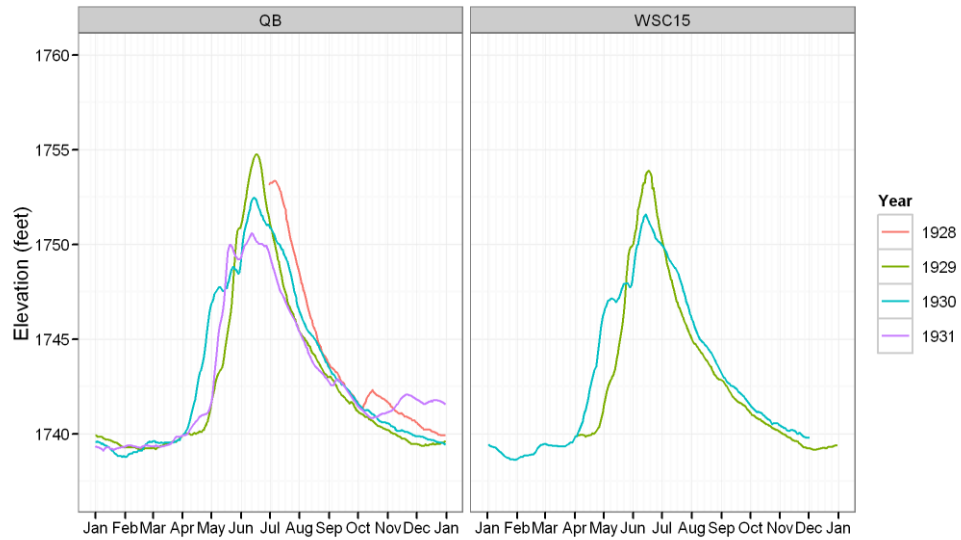 QB WSC15
1760
1755
1750
1745
1740
Elevation (feet)
Jan Feb Mar Apr May Jun Jul Aug Sep Oct Nov Dec Jan Jan Feb Mar Apr May Jun Jul Aug Sep Oct Nov Dec Jan
Year
1928
1929
1930
1931